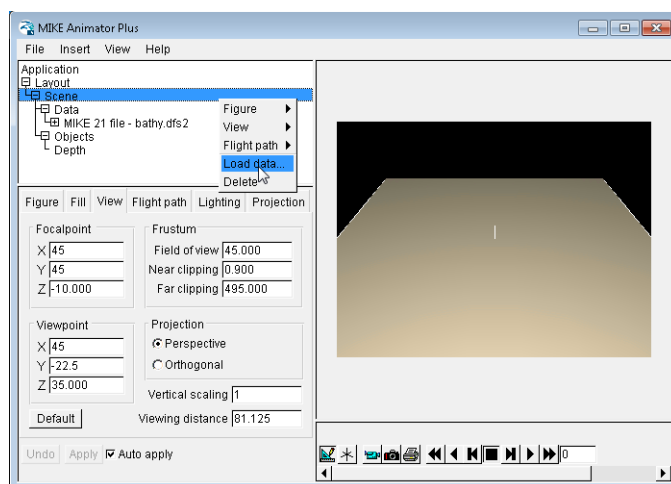 MIKE Animator Plus
File Insert View Help
Application
Layout
Scene
Data
MIKE 21 file - bathy.dfs2
Objects
Depth
Figure
View
Flight path
Load data...
Delete
Figure Fill View Flight path Lighting Projection
Focalpoint
X 45
Y 45
Z -10.000
Frustum
Field of view 45.000
Near clipping 0.900
Far clipping 495.000
Viewpoint
X 45
Y -22.5
Z 35.000
Projection
Perspective
Orthogonal
Vertical scaling 1
Default
Viewing distance 81.125
Undo Apply Auto apply
0